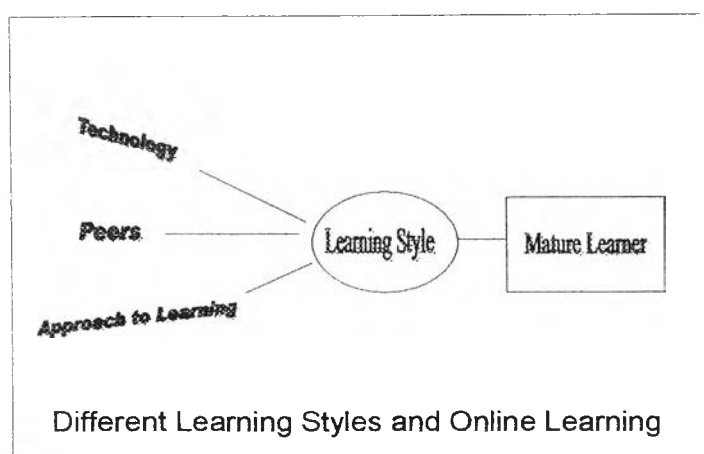 Technology
Peers
Approach to Learning
Learning Style
Mature Learner
Different Learning Styles and Online Learning